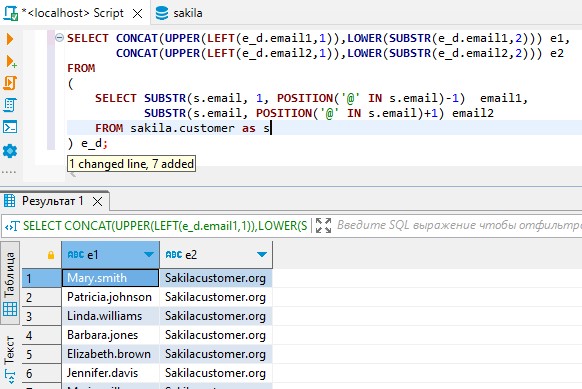 *<localhost> Script
sakila
SELECT CONCAT(UPPER(LEFT(e_d.email1,1)),LOWER(SUBSTR(e_d.email1,2))) e1,
CONCAT(UPPER(LEFT(e_d.email2,1)),LOWER(SUBSTR(e_d.email2,2))) e2
FROM
(
SELECT SUBSTR(s.email, 1, POSITION('@' IN s.email)-1) email1,
SUBSTR(s.email, POSITION('@' IN s.email)+1) email2
FROM sakila.customer as s
) e_d;
1 changed line, 7 added
Результат 1
SELECT CONCAT(UPPER(LEFT(e_d.email1,1)),LOWER(S
Введите SQL выражение чтобы отфильтро
Таблица
Текст
ABC e1
ABC e2
1 Mary.smith Sakilacustomer.org
2 Patricia.johnson Sakilacustomer.org
3 Linda.williams Sakilacustomer.org
4 Barbara.jones Sakilacustomer.org
5 Elizabeth.brown Sakilacustomer.org
6 Jennifer.davis Sakilacustomer.org